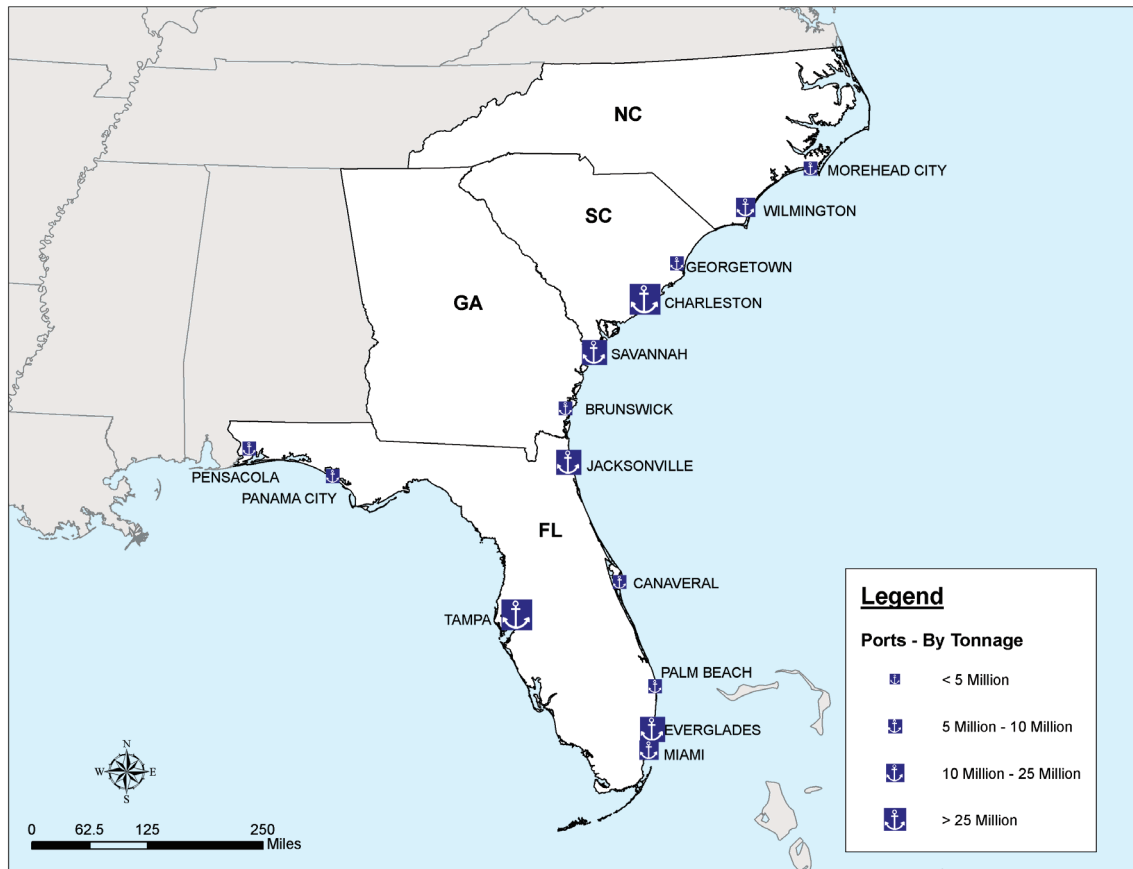 NC
MOREHEAD CITY
WILMINGTON
SC
GEORGETOWN
GA
CHARLESTON
SAVANNAH
BRUNSWICK
JACKSONVILLE
PENSACOLA
PANAMA CITY
FL
CANAVERAL
TAMPA
PALM BEACH
EVERGLADES
MIAMI
Legend
Ports - By Tonnage
< 5 Million
5 Million - 10 Million
10 Million - 25 Million
> 25 Million
N
W E
S
0 62.5 125 250
Miles